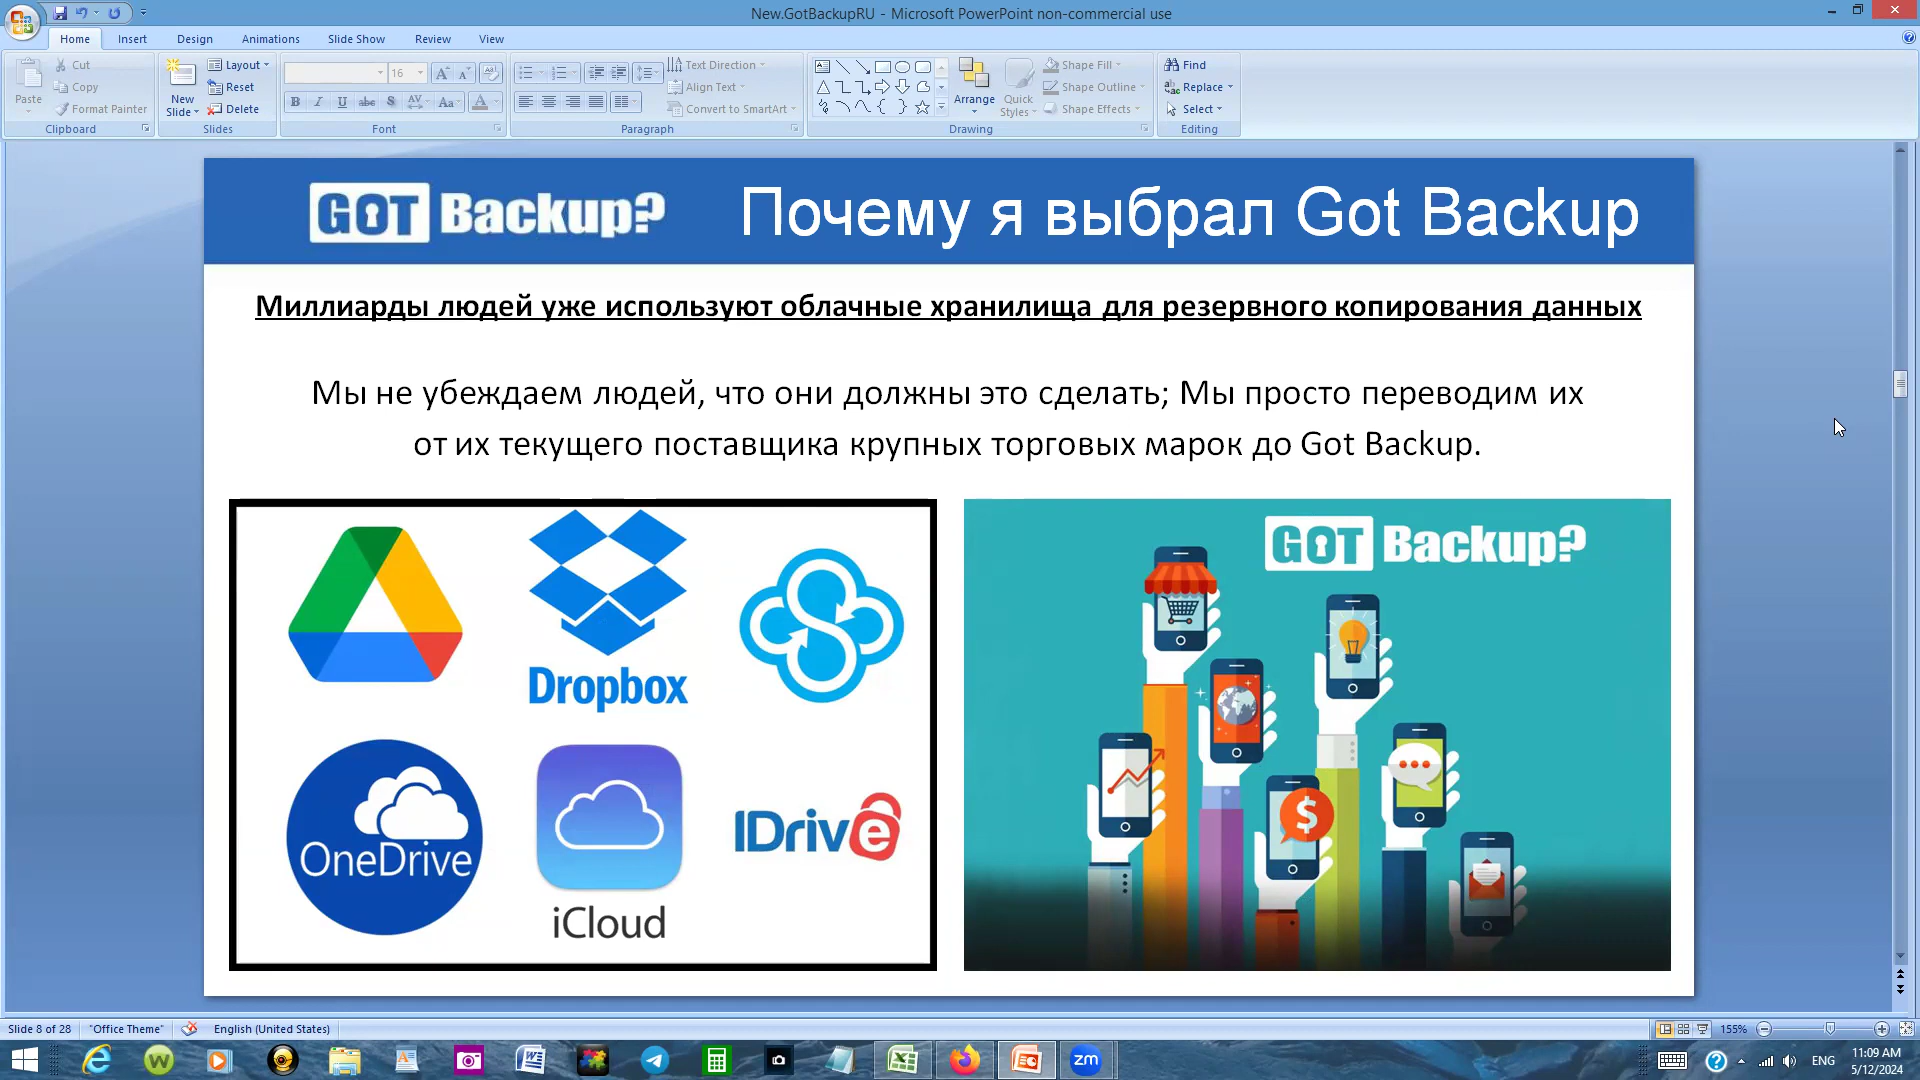 New.GotBackupRU - Microsoft PowerPoint non-commercial use
Home Insert Design Animations Slide Show Review View
Paste
Cut
Copy
Format Painter
Clipboard
New Slide
Layout
Reset
Delete
Slides
16
B I U abc S AV Aa A
Font
Text Direction
Align Text
Convert to SmartArt
Paragraph
Arrange
Quick Styles
Shape Fill
Shape Outline
Shape Effects
Drawing
Find
Replace
Select
Editing
GOT Backup? Почему я выбрал Got Backup
Миллиарды людей уже используют облачные хранилища для резервного копирования данных
Мы не убеждаем людей, что они должны это сделать; Мы просто переводим их
от их текущего поставщика крупных торговых марок до Got Backup.
Dropbox
OneDrive
iCloud
IDrive
GOT Backup?
$
Slide 8 of 28 "Office Theme" English (United States) 155%
zm
ENG
11:09 AM
5/12/2024